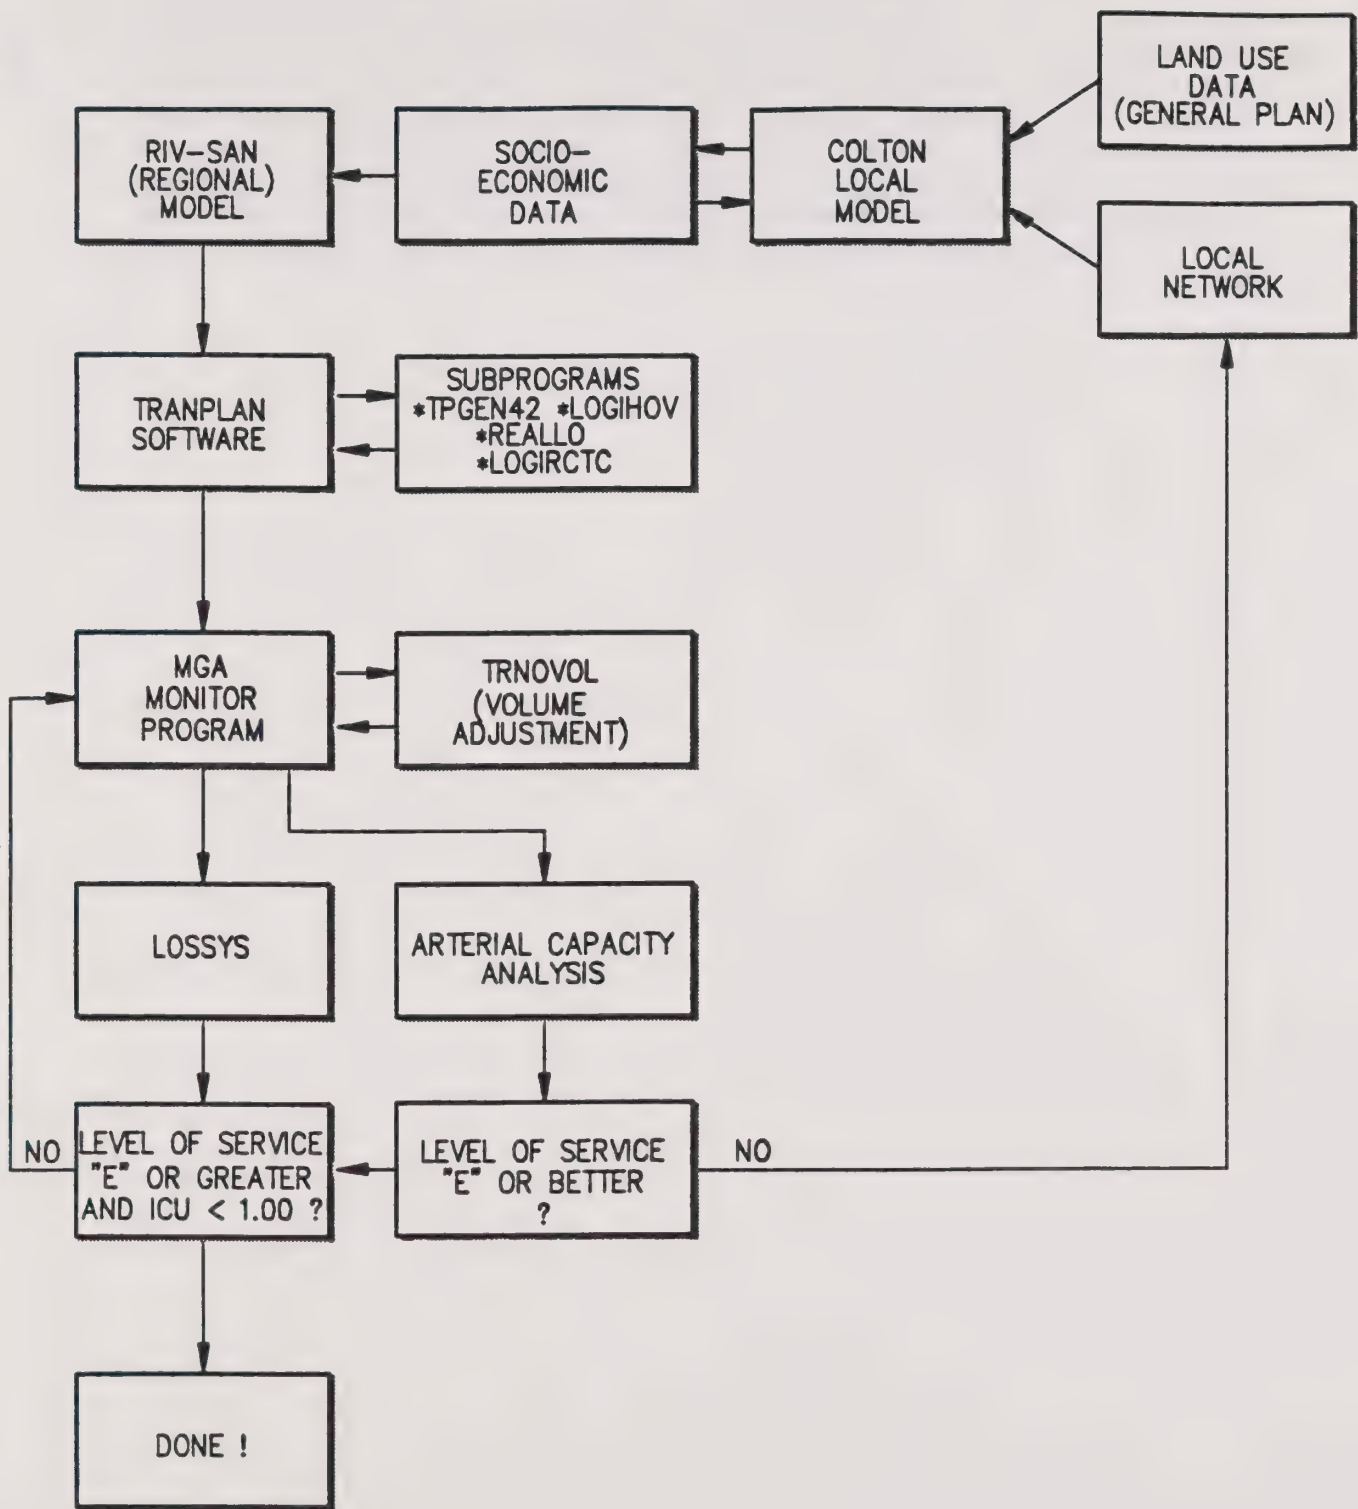 LAND USE
DATA
(GENERAL PLAN)
RIV-SAN
(REGIONAL)
MODEL
SOCIO-
ECONOMIC
DATA
COLTON
LOCAL
MODEL
LOCAL
NETWORK
TRANPLAN
SOFTWARE
SUBPROGRAMS
*TPGEN42 *LOGIHOV
*REALLO
*LOGIRCTC
MGA
MONITOR
PROGRAM
TRNOVOL
(VOLUME
ADJUSTMENT)
LOSSYS
ARTERIAL CAPACITY
ANALYSIS
NO
LEVEL OF SERVICE
"E" OR GREATER
AND ICU < 1.00 ?
LEVEL OF SERVICE
"E" OR BETTER
?
NO
DONE !